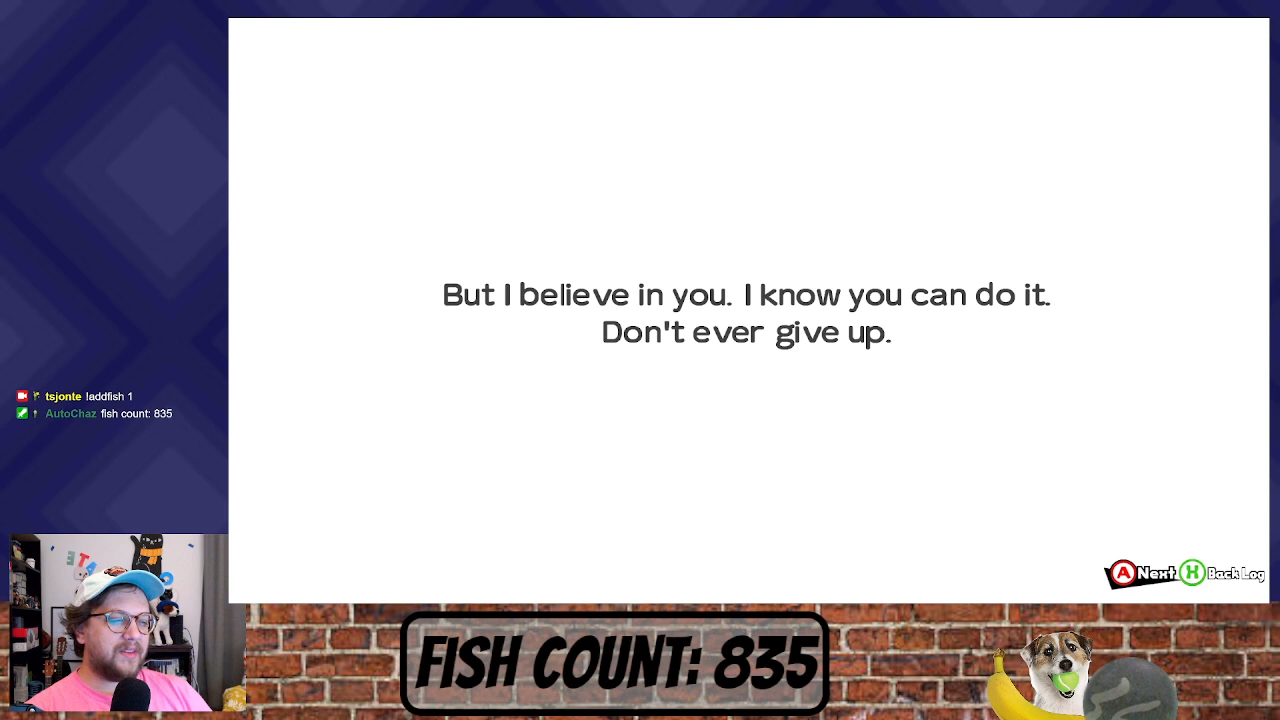 But I believe in you. I know you can do it.
Don't ever give up.
tsjonte !addfish 1
AutoChaz fish count: 835
A Next X Back Log
FISH COUNT: 835